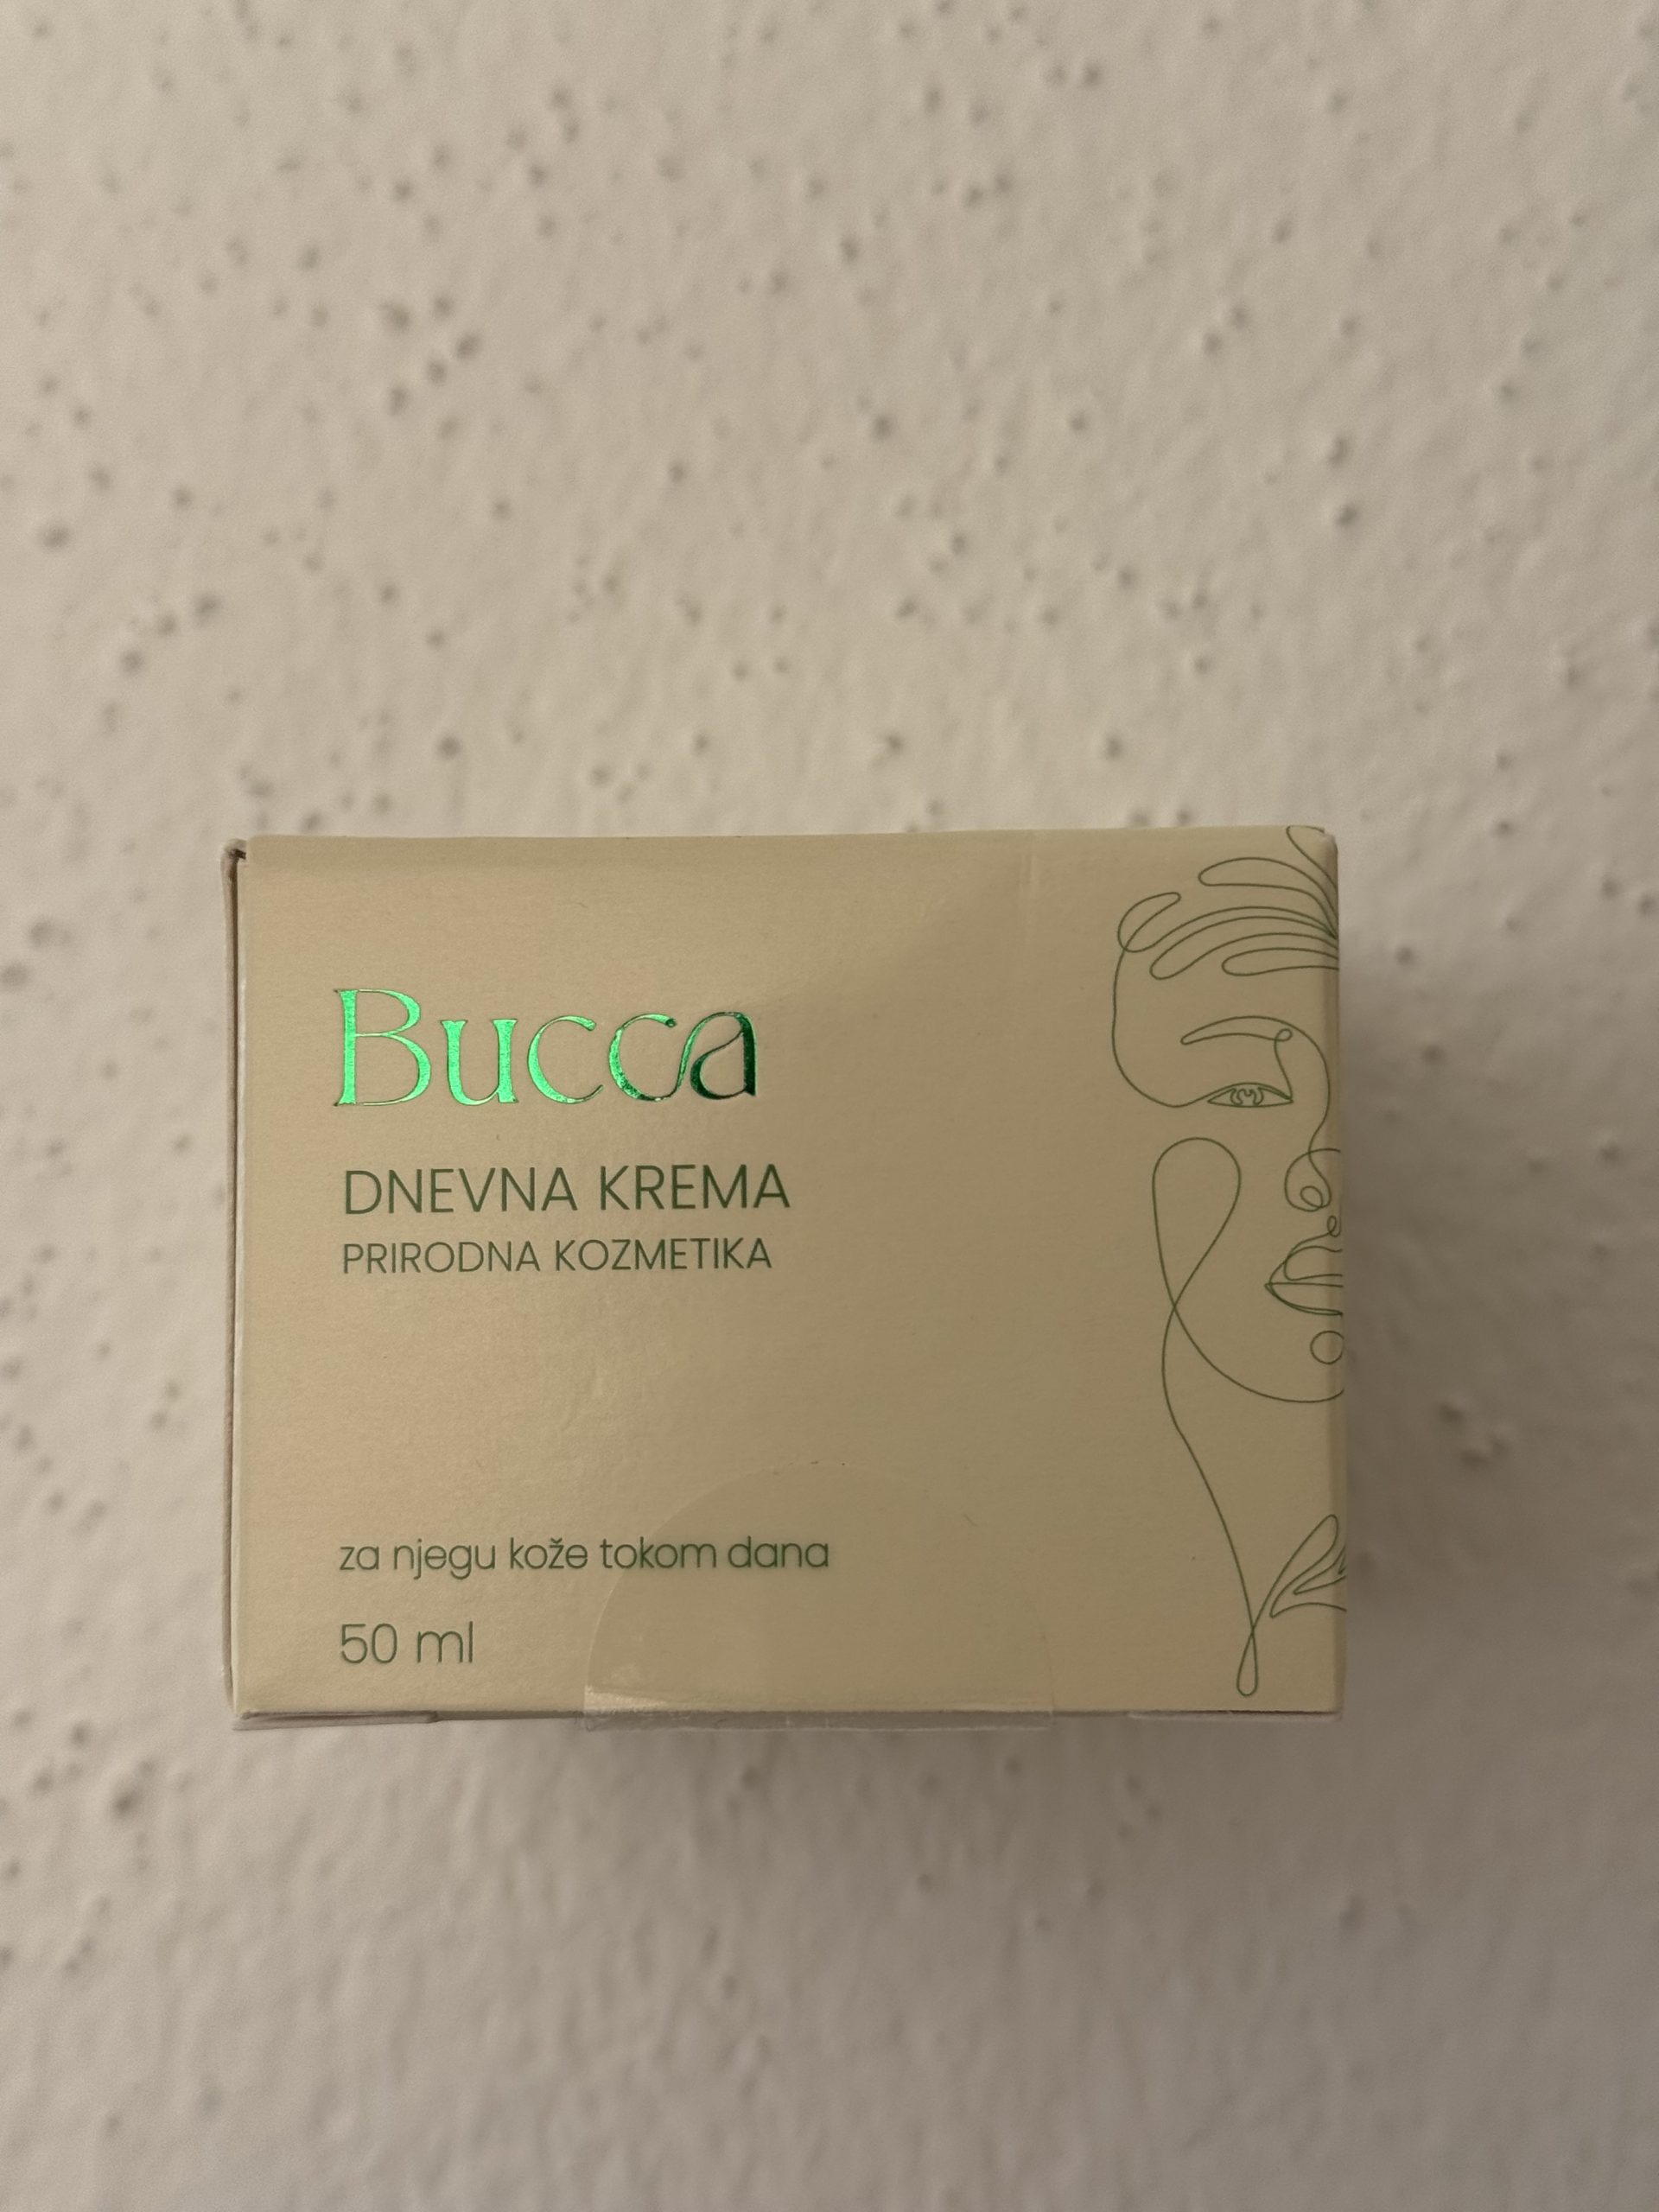 Bucca
DNEVNA KREMA
PRIRODNA KOZMETIKA
za njegu kože tokom dana
50 ml